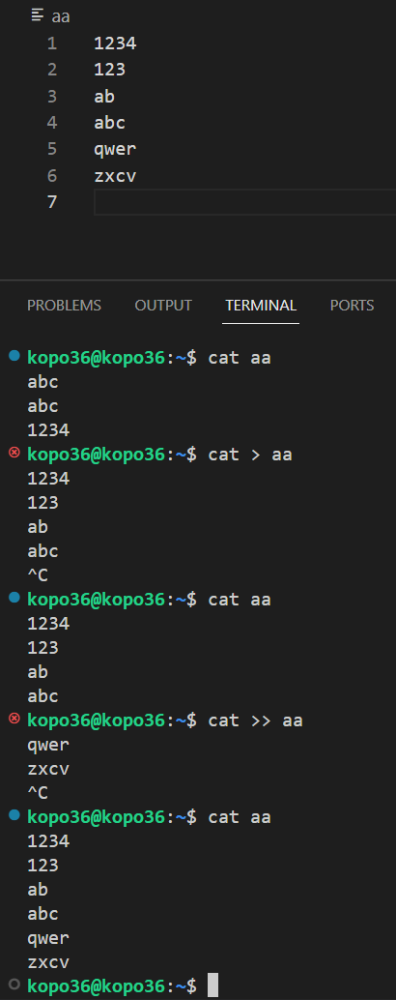 aa
1 1234
2 123
3 ab
4 abc
5 qwer
6 zxcv
7
PROBLEMS OUTPUT TERMINAL PORTS
kopo36@kopo36:~$ cat aa
abc
abc
1234
kopo36@kopo36:~$ cat > aa
1234
123
ab
abc
^C
kopo36@kopo36:~$ cat aa
1234
123
ab
abc
kopo36@kopo36:~$ cat >> aa
qwer
zxcv
^C
kopo36@kopo36:~$ cat aa
1234
123
ab
abc
qwer
zxcv
kopo36@kopo36:~$